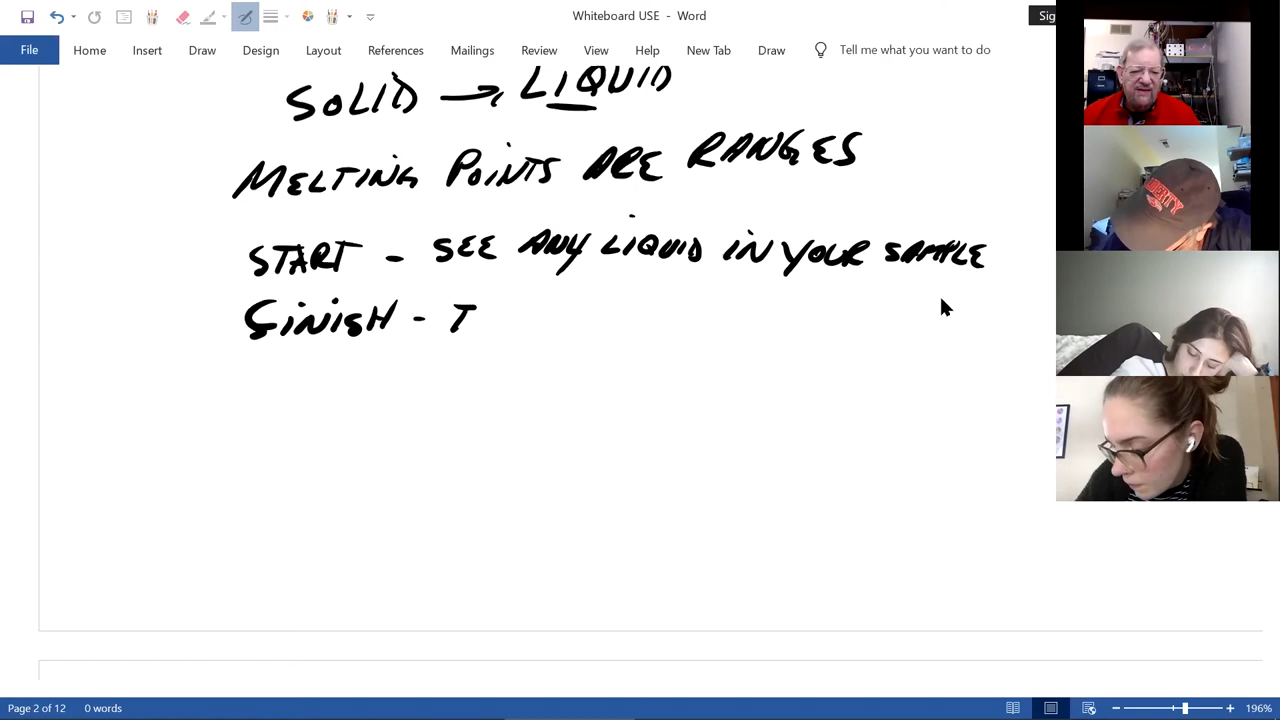 Whiteboard USE - Word
Sig
File Home Insert Draw Design Layout References Mailings Review View Help New Tab Draw Tell me what you want to do
SOLID → LIQUID
MELTING POINTS ARE RANGES
START - SEE ANY LIQUID IN YOUR SAMPLE
FINISH - T
LIBERTY
Page 2 of 12 0 words 196%